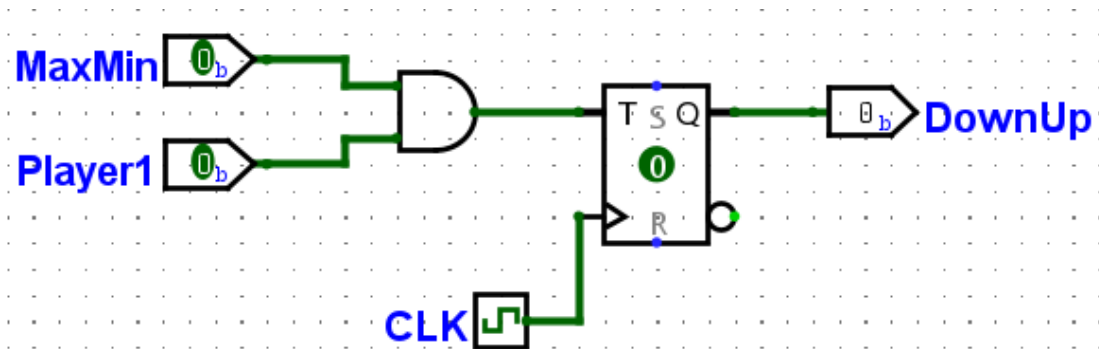 MaxMin 0b
Player1 0b
T S Q
0
R
0b DownUp
CLK